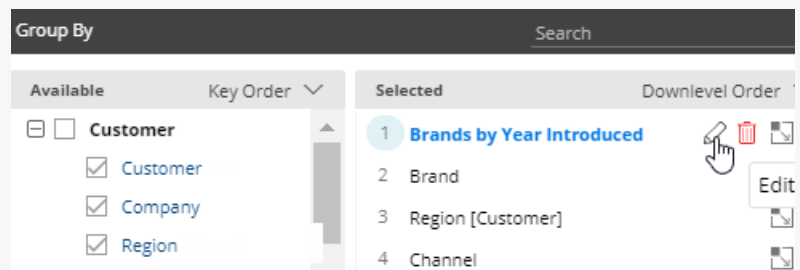 Group By
Search
Available Key Order
Customer
Customer
Company
Region
Selected Downlevel Order
1 Brands by Year Introduced
Edit
2 Brand
3 Region [Customer]
4 Channel